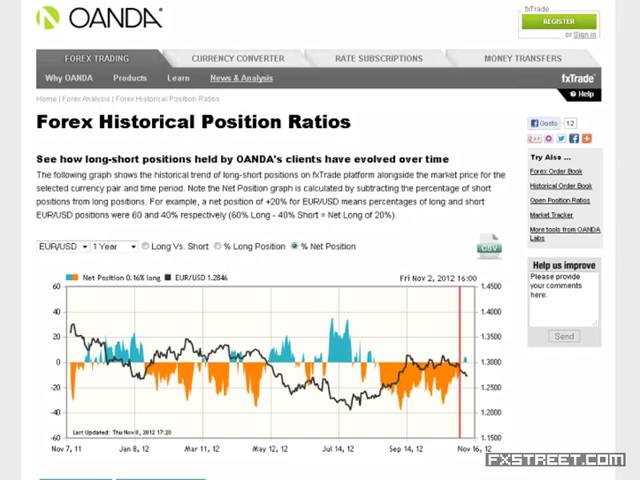 OANDA
fxTrade
REGISTER
or Sign in
FOREX TRADING
CURRENCY CONVERTER
RATE SUBSCRIPTIONS
MONEY TRANSFERS
Why OANDA
Products
Learn
News & Analysis
fxTrade
Help
Home | Forex Analysis | Forex Historical Position Ratios
Forex Historical Position Ratios
Gosto
12
See how long-short positions held by OANDA's clients have evolved over time
The following graph shows the historical trend of long-short positions on fxTrade platform alongside the market price for the
selected currency pair and time period. Note the Net Position graph is calculated by subtracting the percentage of short
positions from long positions. For example, a net position of +20% for EUR/USD means percentages of long and short
EUR/USD positions were 60 and 40% respectively (60% Long - 40% Short = Net Long of 20%).
Try Also ...
Forex Order Book
Historical Order Book
Open Position Ratios
Market Tracker
More tools from OANDA
Labs
EUR/USD
1 Year
Long Vs. Short
% Long Position
% Net Position
CSV
Help us improve
Please provide
your comments
here.
Send
Net Position 0.16% long
EUR/USD 1.2846
Fri Nov 2, 2012 16:00
60
40
20
0
-20
-40
-60
1.4500
1.4000
1.3500
1.3000
1.2500
1.2000
1.1500
Last Updated: Thu Nov 8, 2012 17:20
Nov 7, 11
Jan 8, 12
Mar 11, 12
May 12, 12
Jul 14, 12
Sep 14, 12
Nov 16, 12
FXSTREET.COM